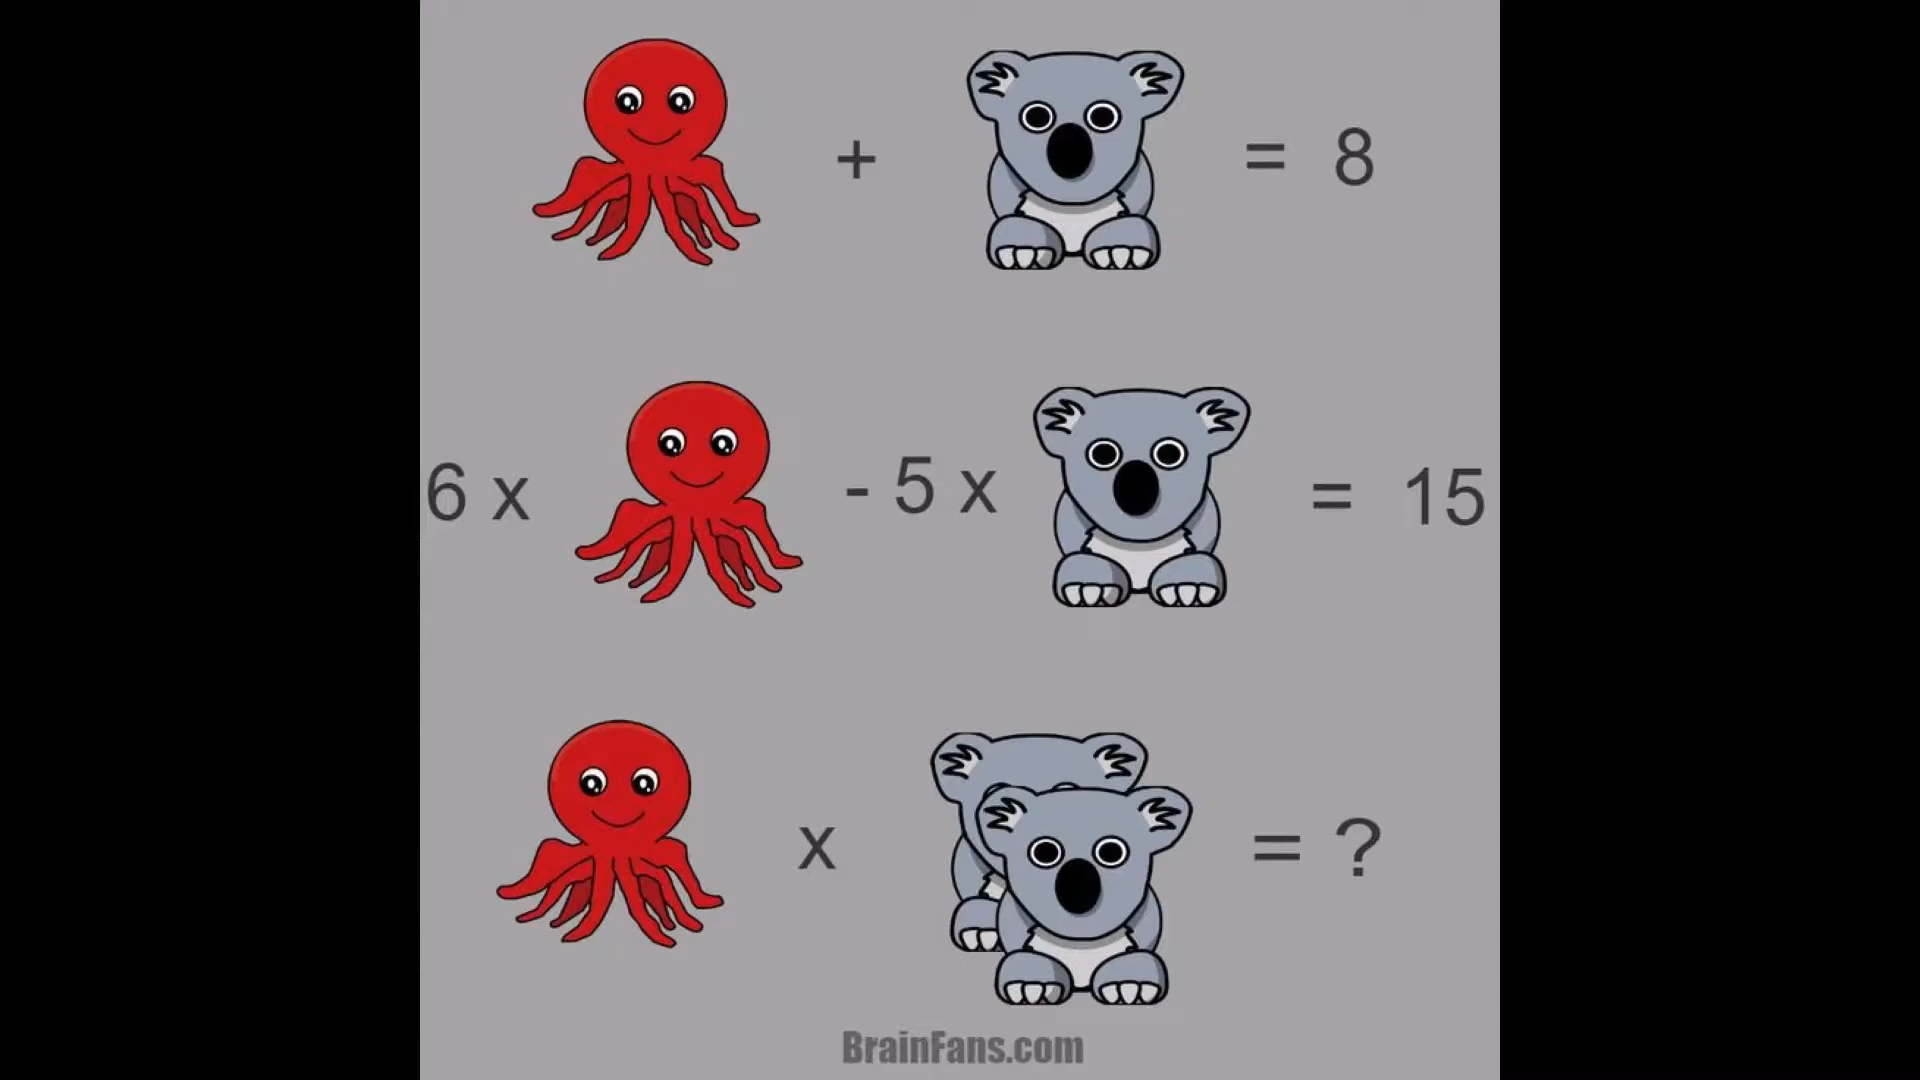 + = 8
6 x - 5 x = 15
x = ?
BrainFans.com